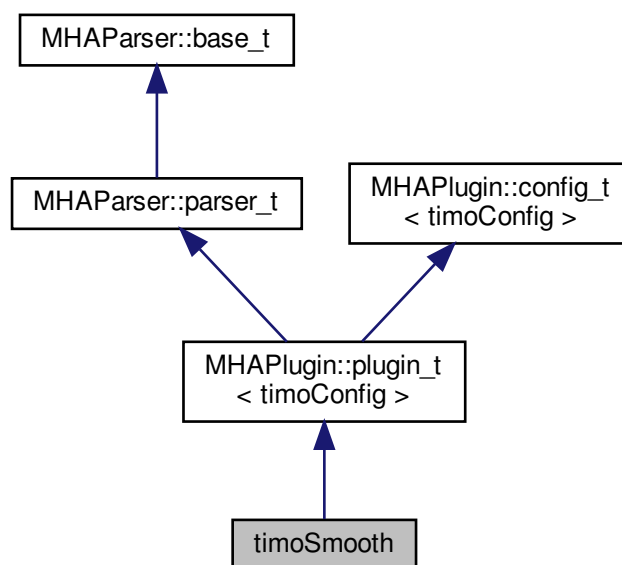 MHAParser::base_t
MHAParser::parser_t
MHAPlugin::config_t
< timoConfig >
MHAPlugin::plugin_t
< timoConfig >
timoSmooth